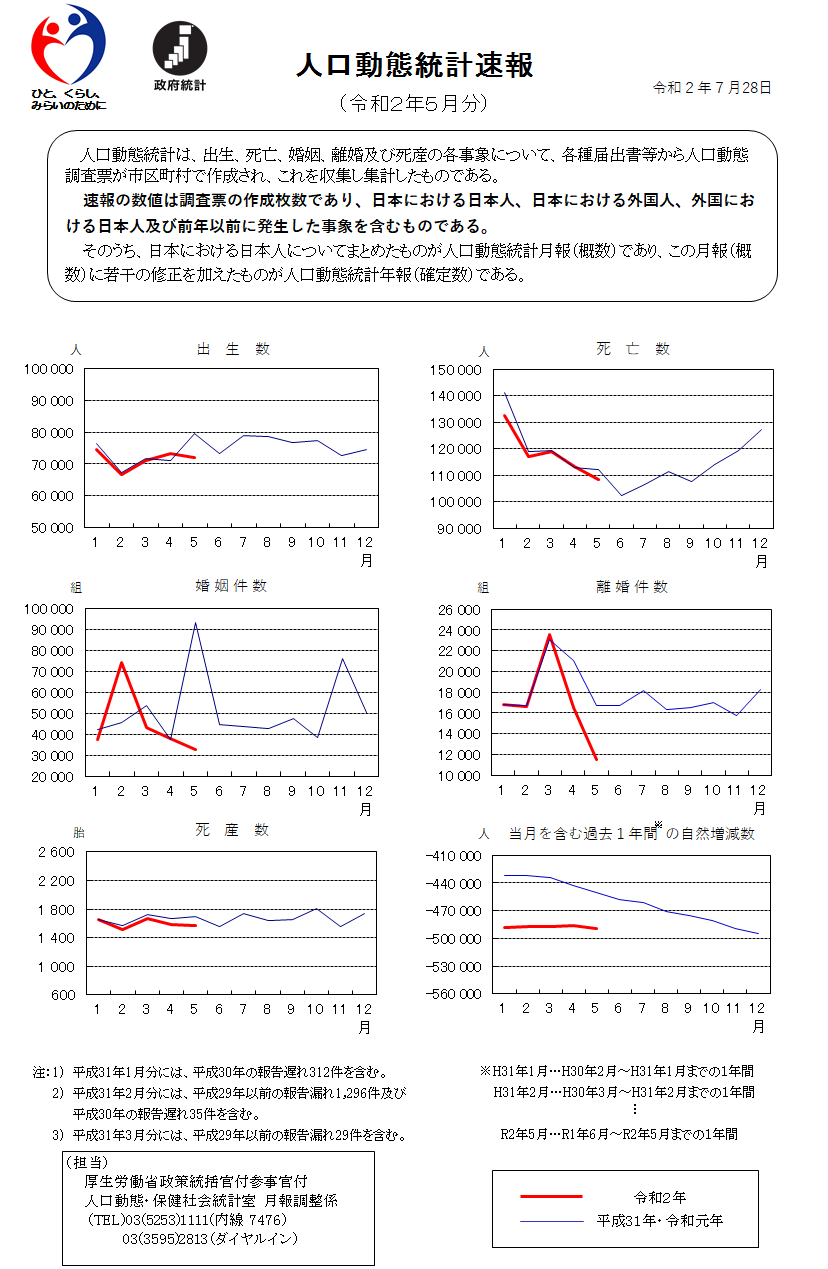 ひと、くらし、
みらいのために
政府統計
人口動態統計速報
（令和２年５月分）
令和２年７月28日
人口動態統計は、出生、死亡、婚姻、離婚及び死産の各事象について、各種届出書等から人口動態
調査票が市区町村で作成され、これを収集し集計したものである。
速報の数値は調査票の作成枚数であり、日本における日本人、日本における外国人、外国にお
ける日本人及び前年以前に発生した事象を含むものである。
そのうち、日本における日本人についてまとめたものが人口動態統計月報（概数）であり、この月報（概
数）に若干の修正を加えたものが人口動態統計年報（確定数）である。
人 出生数
100 000
90 000
80 000
70 000
60 000
50 000
1 2 3 4 5 6 7 8 9 10 11 12
月
人 死亡数
150 000
140 000
130 000
120 000
110 000
100 000
90 000
1 2 3 4 5 6 7 8 9 10 11 12
月
組 婚姻件数
100 000
90 000
80 000
70 000
60 000
50 000
40 000
30 000
20 000
1 2 3 4 5 6 7 8 9 10 11 12
月
組 離婚件数
26 000
24 000
22 000
20 000
18 000
16 000
14 000
12 000
10 000
1 2 3 4 5 6 7 8 9 10 11 12
月
胎 死産数
2 600
2 200
1 800
1 400
1 000
600
1 2 3 4 5 6 7 8 9 10 11 12
月
人 当月を含む過去１年間※の自然増減数
-410 000
-440 000
-470 000
-500 000
-530 000
-560 000
1 2 3 4 5 6 7 8 9 10 11 12
月
注：1) 平成31年1月分には、平成30年の報告遅れ312件を含む。
2) 平成31年2月分には、平成29年以前の報告漏れ1,296件及び
平成30年の報告遅れ35件を含む。
3) 平成31年3月分には、平成29年以前の報告漏れ29件を含む。
※H31年1月…H30年2月～H31年1月までの1年間
H31年2月…H30年3月～H31年2月までの1年間
⋮
R2年5月…R1年6月～R2年5月までの1年間
（担当）
厚生労働省政策統括官付参事官付
人口動態・保健社会統計室 月報調整係
（TEL)03(5253)1111(内線 7476)
03(3595)2813（ダイヤルイン）
令和2年
平成31年・令和元年